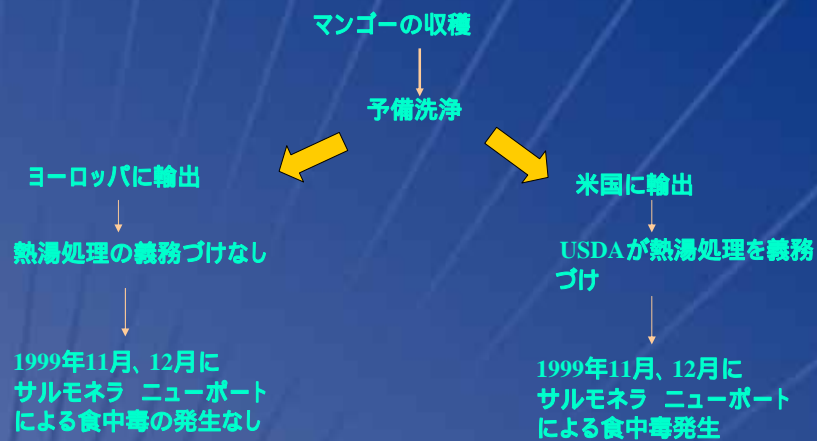 マンゴーの収穫
予備洗浄
ヨーロッパに輸出
熱湯処理の義務づけなし
1999年11月、12月に
サルモネラ ニューポート
による食中毒の発生なし
米国に輸出
USDAが熱湯処理を義務
づけ
1999年11月、12月に
サルモネラ ニューポート
による食中毒発生